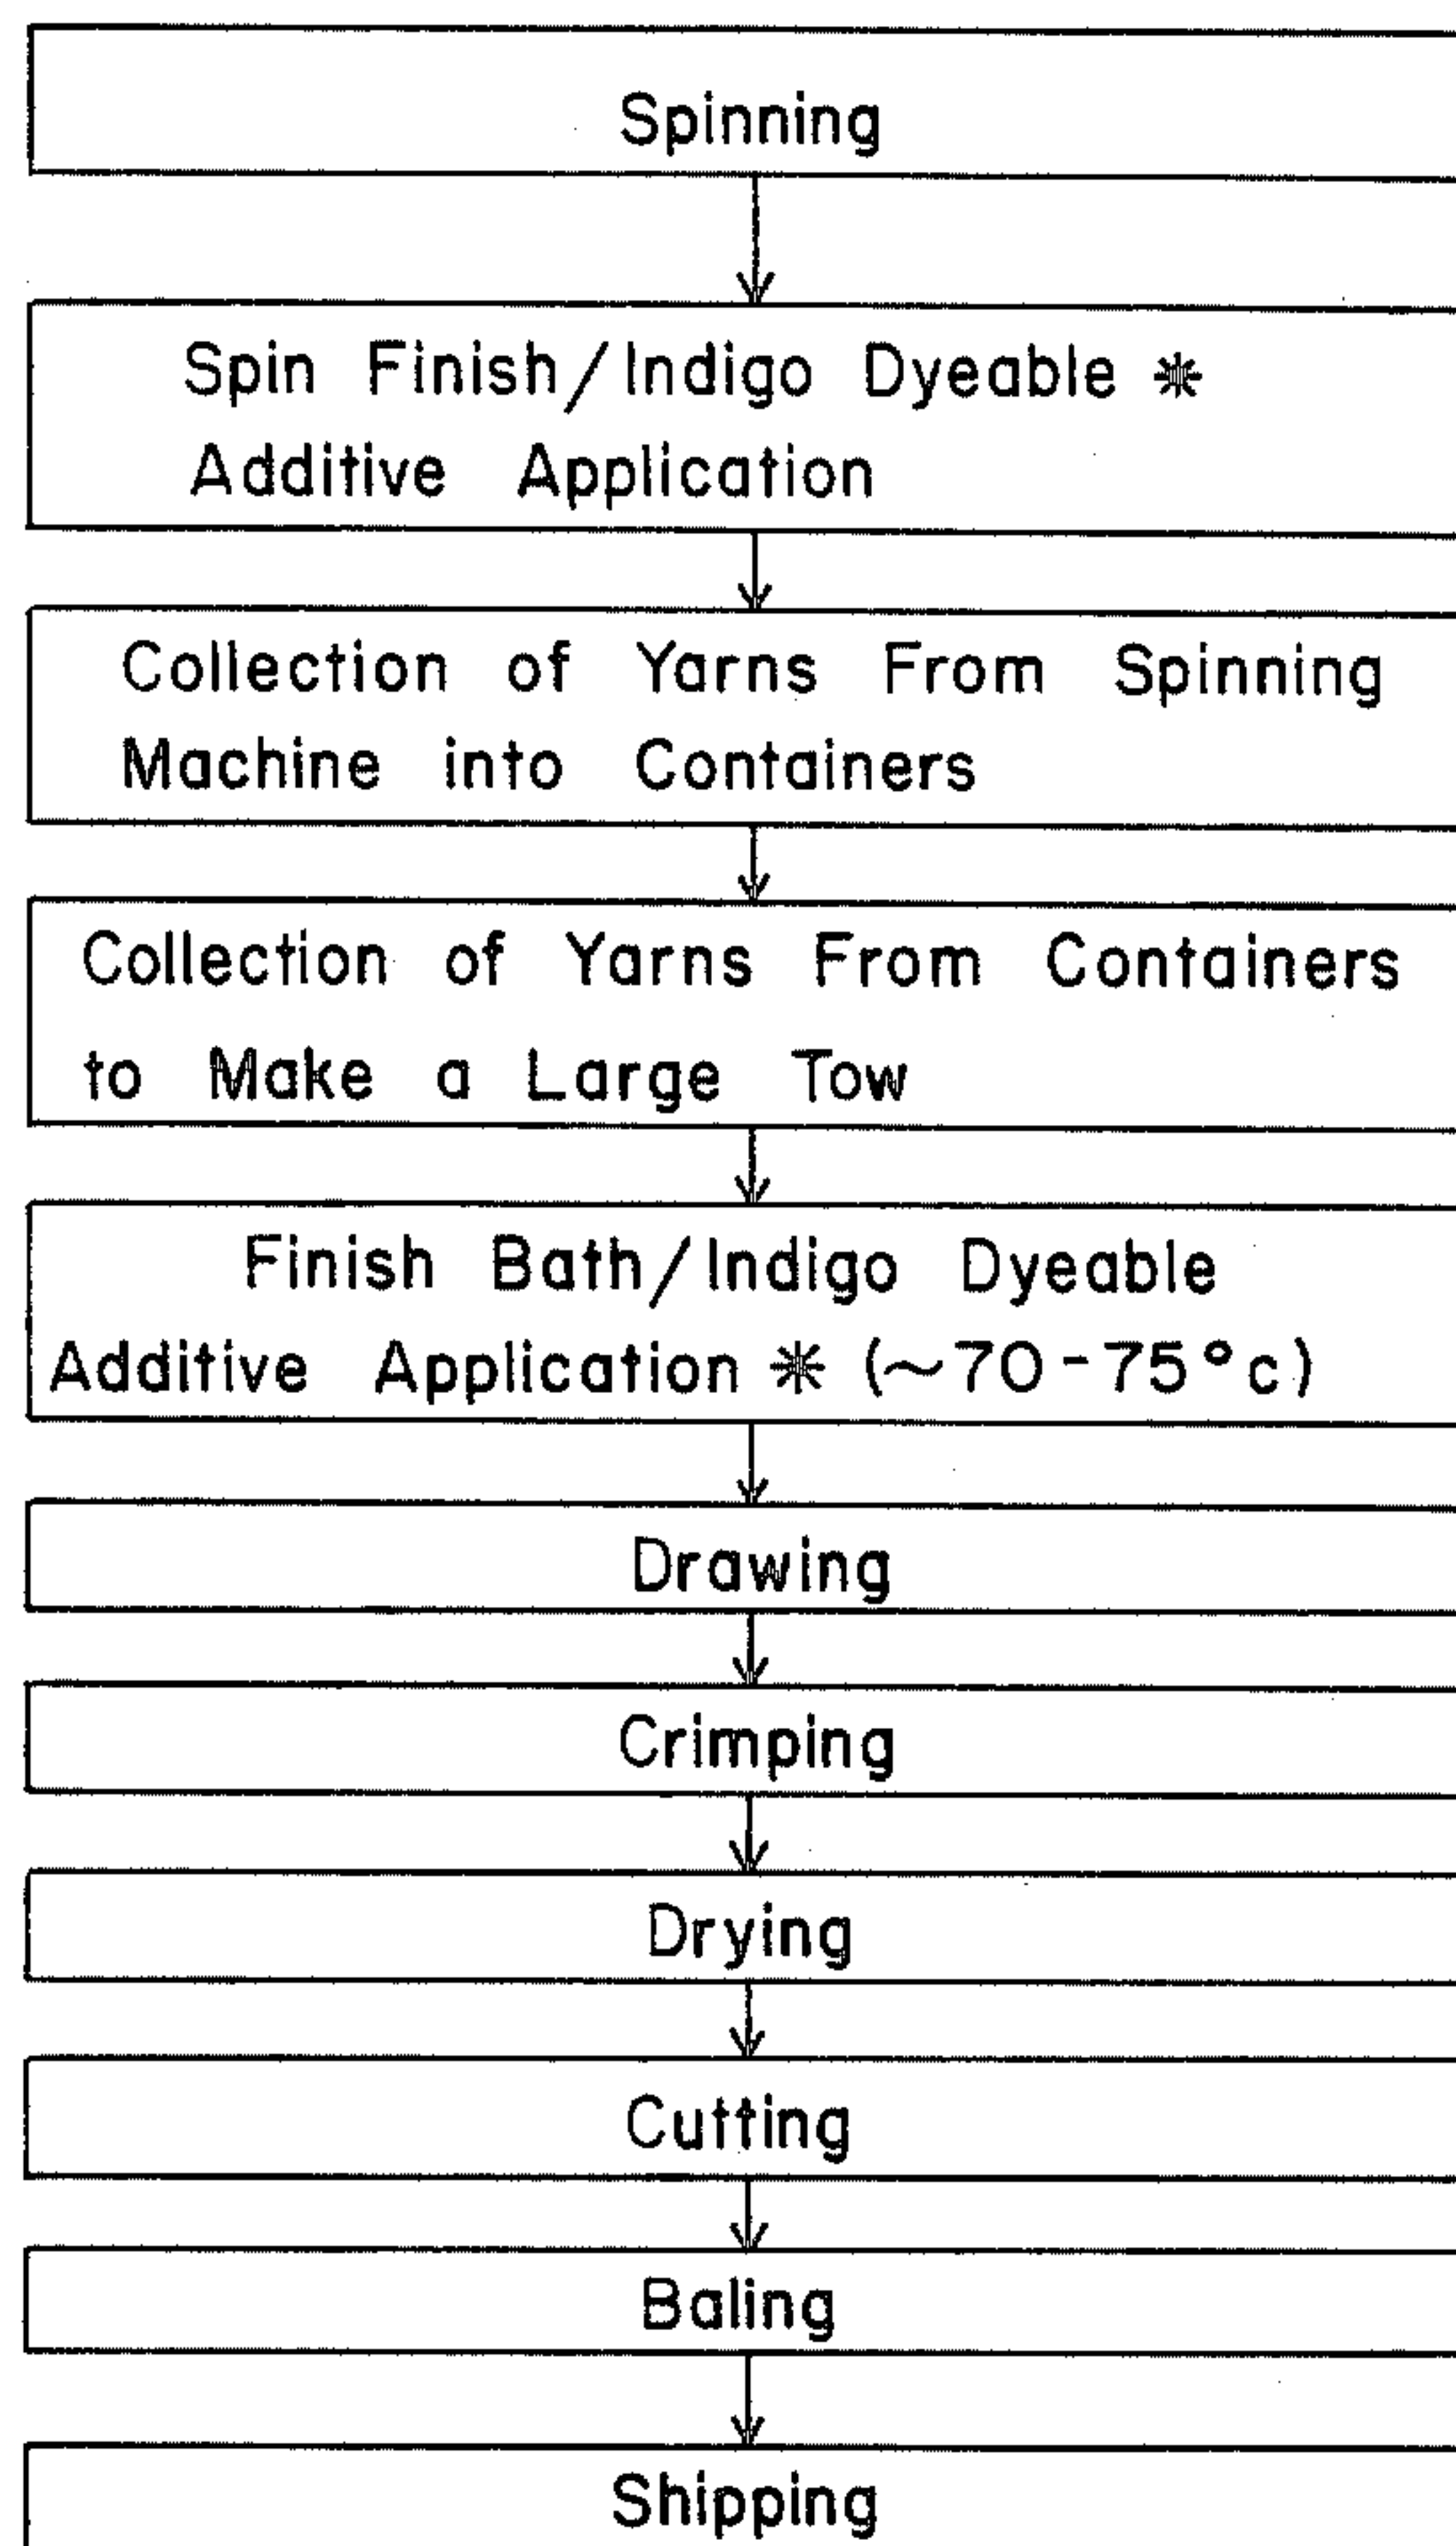 Spinning
Spin Finish/Indigo Dyeable *
Additive Application
Collection of Yarns From Spinning
Machine into Containers
Collection of Yarns From Containers
to Make a Large Tow
Finish Bath/Indigo Dyeable
Additive Application * (~70-75°c)
Drawing
Crimping
Drying
Cutting
Baling
Shipping